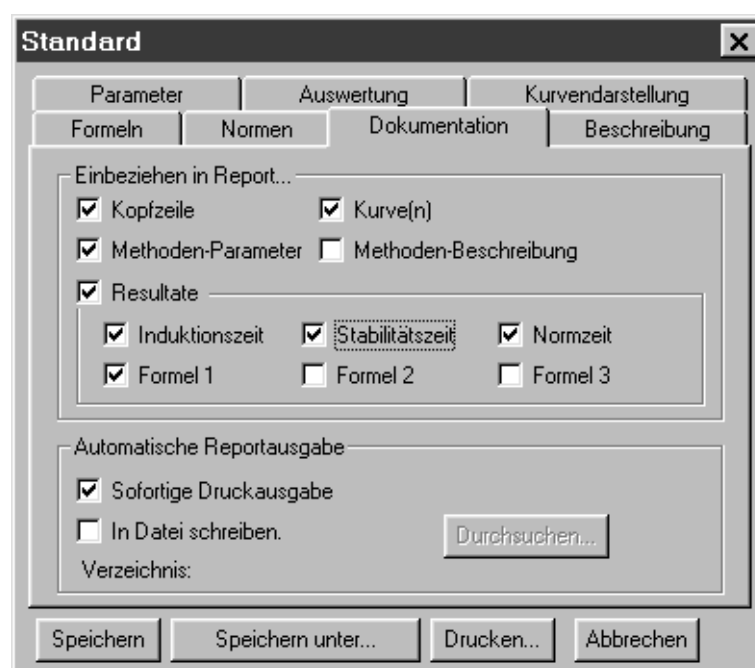 Standard
Parameter Auswertung Kurvendarstellung
Formeln Normen Dokumentation Beschreibung
Einbeziehen in Report...
Kopfzeile Kurve(n)
Methoden-Parameter Methoden-Beschreibung
Resultate
Induktionszeit Stabilitätszeit Normzeit
Formel 1 Formel 2 Formel 3
Automatische Reportausgabe
Sofortige Druckausgabe
In Datei schreiben. Durchsuchen...
Verzeichnis:
Speichern Speichern unter... Drucken... Abbrechen